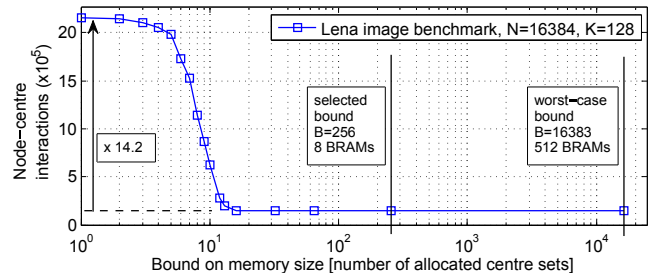 Lena image benchmark, N=16384, K=128
Node−centre
interactions (x10^5)
20
15
10
5
0
x 14.2
selected
bound
B=256
8 BRAMs
worst−case
bound
B=16383
512 BRAMs
10^0
10^1
10^2
10^3
10^4
Bound on memory size [number of allocated centre sets]